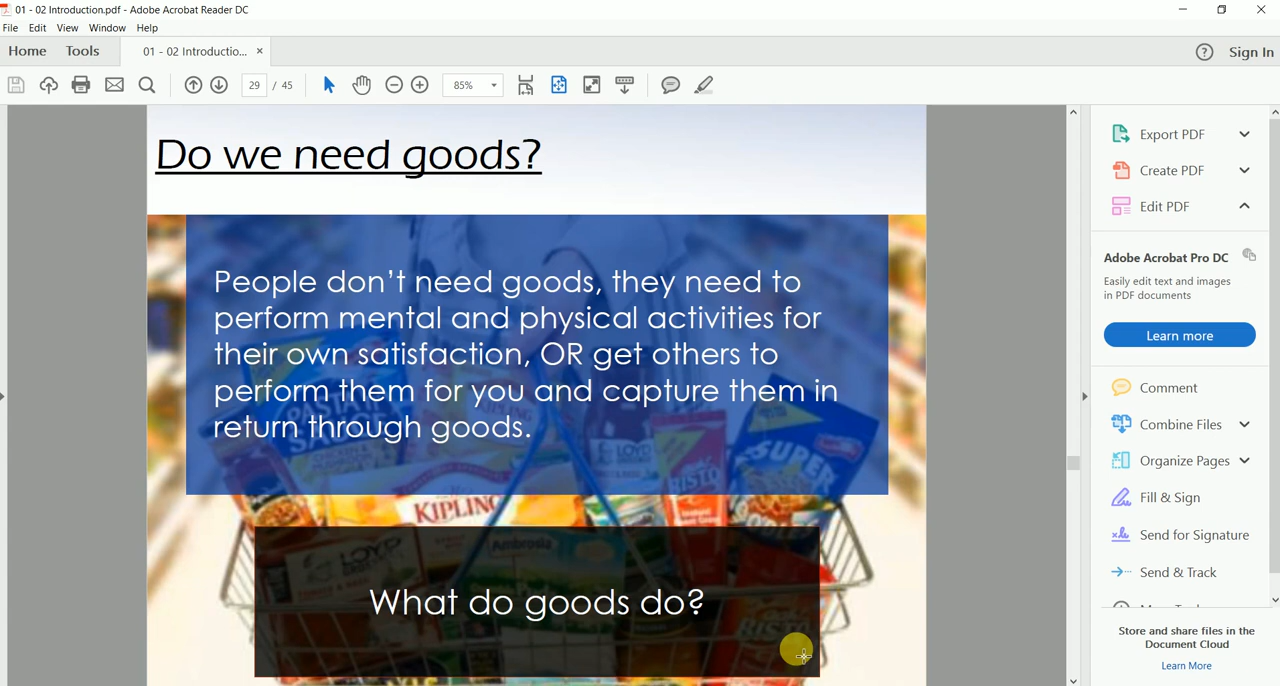 01 - 02 Introduction.pdf - Adobe Acrobat Reader DC
File Edit View Window Help
Home Tools 01 - 02 Introductio... × Sign In
29 / 45 85%
Do we need goods?
People don't need goods, they need to
perform mental and physical activities for
their own satisfaction, OR get others to
perform them for you and capture them in
return through goods.
KIPLING
LOYD
SUPER
BISTO
Ambrosia
What do goods do?
Export PDF
Create PDF
Edit PDF
Adobe Acrobat Pro DC
Easily edit text and images
in PDF documents
Learn more
Comment
Combine Files
Organize Pages
Fill & Sign
Send for Signature
Send & Track
Store and share files in the
Document Cloud
Learn More